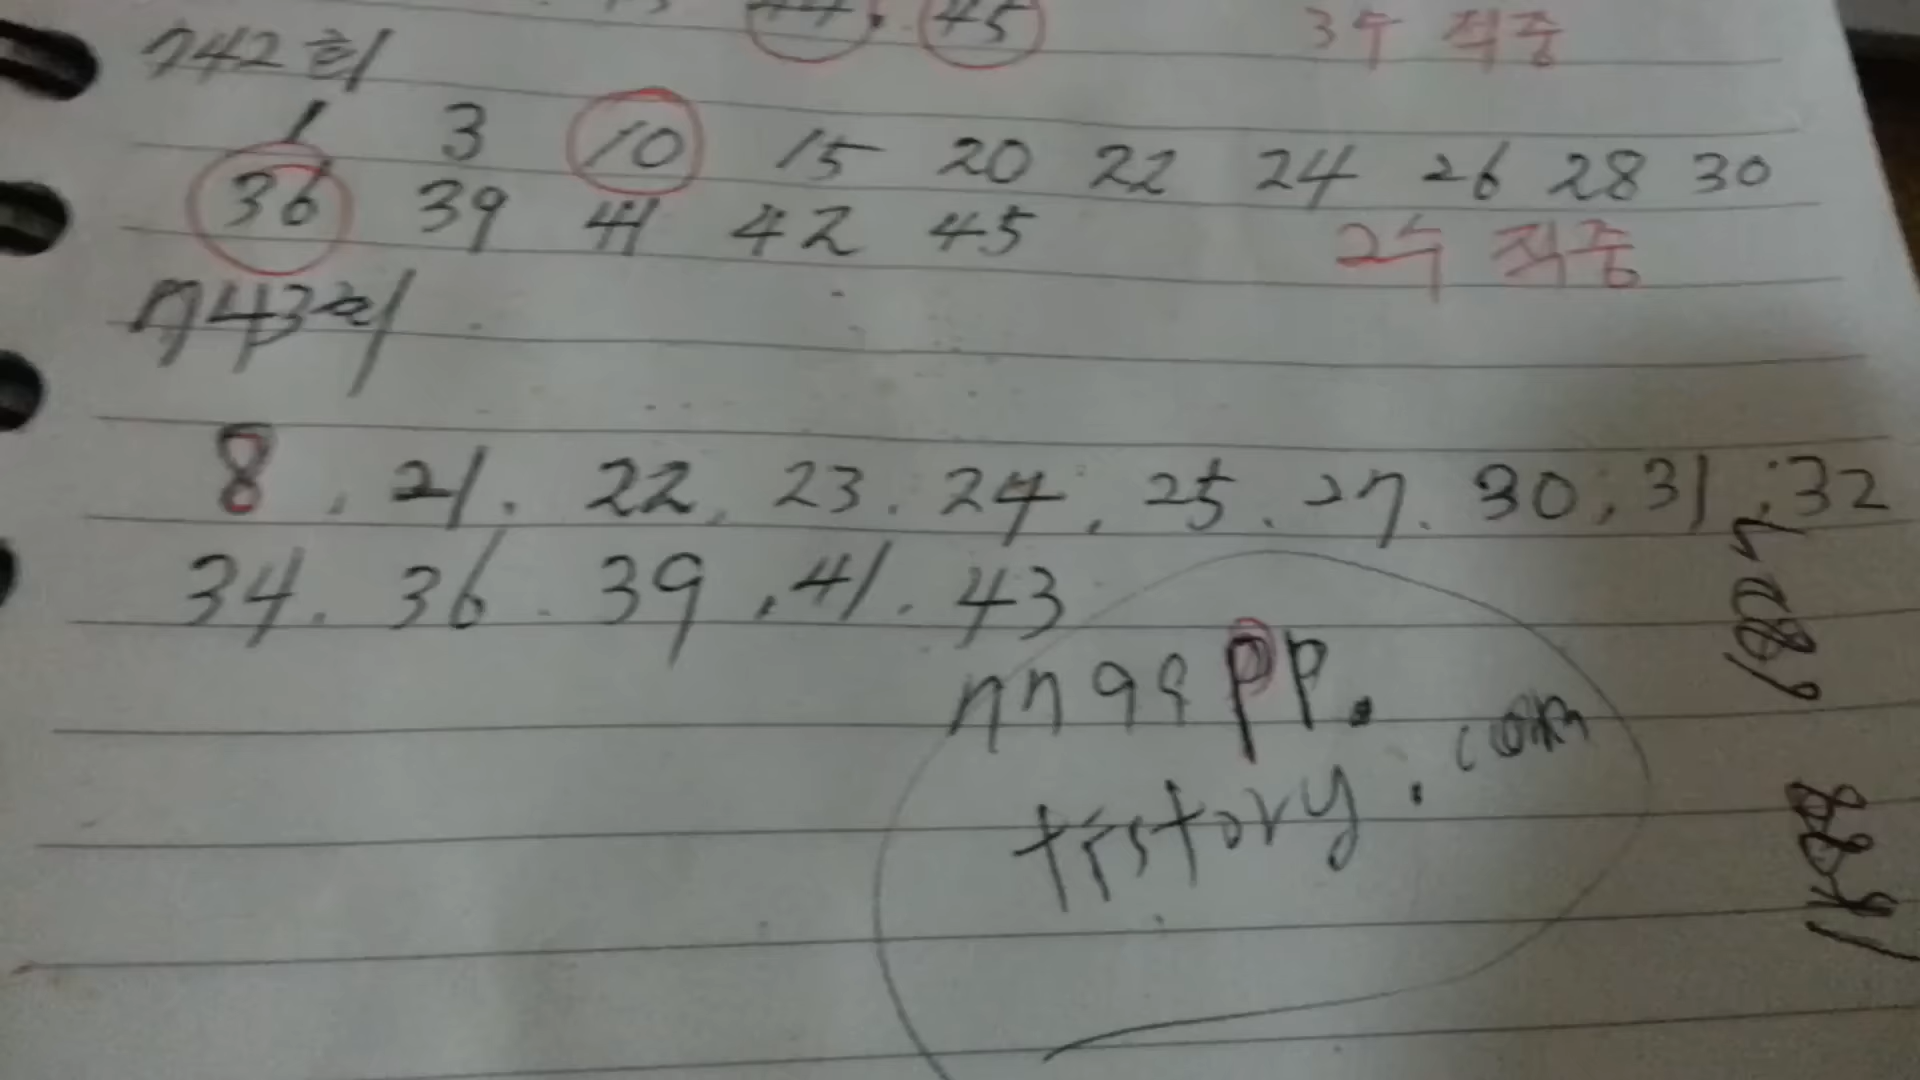 44. 45 3수 적중
742회
1 3 10 15 20 22 24 26 28 30
36 39 41 42 45 2수 적중
743회
8, 21, 22, 23. 24, 25. 27. 30, 31, 32
34. 36. 39, 41. 43
nnqqpp.
tistory.com